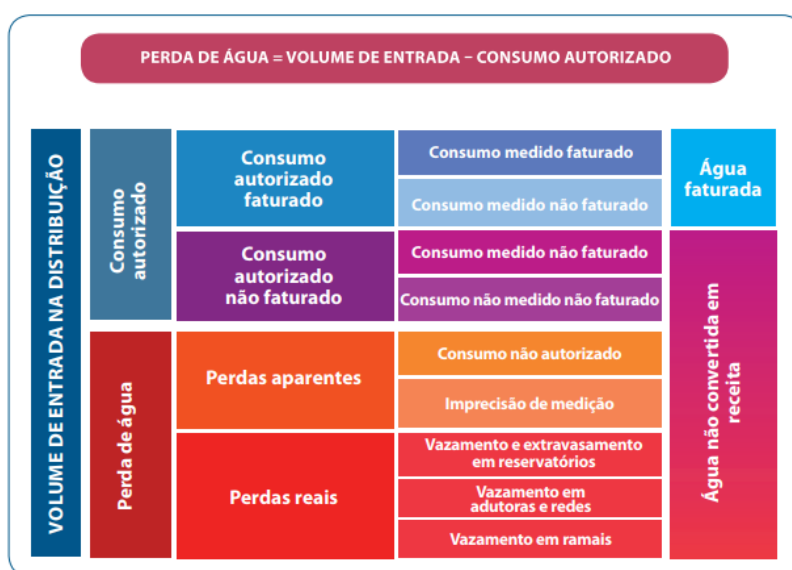 PERDA DE ÁGUA = VOLUME DE ENTRADA – CONSUMO AUTORIZADO
VOLUME DE ENTRADA NA DISTRIBUIÇÃO
Consumo
autorizado
Consumo
autorizado
faturado
Consumo medido faturado
Consumo medido não faturado
Água
faturada
Consumo
autorizado
não faturado
Consumo medido não faturado
Consumo não medido não faturado
Água não convertida em
receita
Perda de água
Perdas aparentes
Consumo não autorizado
Imprecisão de medição
Perdas reais
Vazamento e extravasamento
em reservatórios
Vazamento em
adutoras e redes
Vazamento em ramais